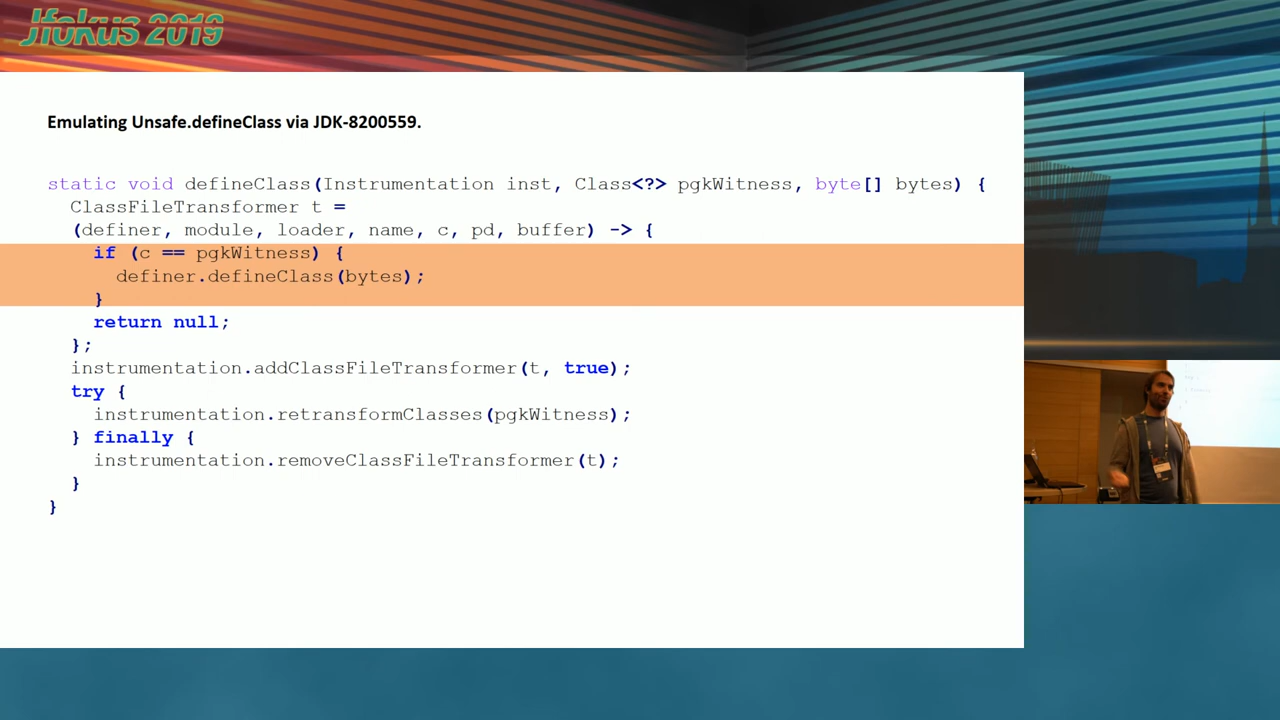 Jfokus 2019
Emulating Unsafe.defineClass via JDK-8200559.
static void defineClass(Instrumentation inst, Class<?> pgkWitness, byte[] bytes) {
ClassFileTransformer t =
(definer, module, loader, name, c, pd, buffer) -> {
if (c == pgkWitness) {
definer.defineClass(bytes);
}
return null;
};
instrumentation.addClassFileTransformer(t, true);
try {
instrumentation.retransformClasses(pgkWitness);
} finally {
instrumentation.removeClassFileTransformer(t);
}
}